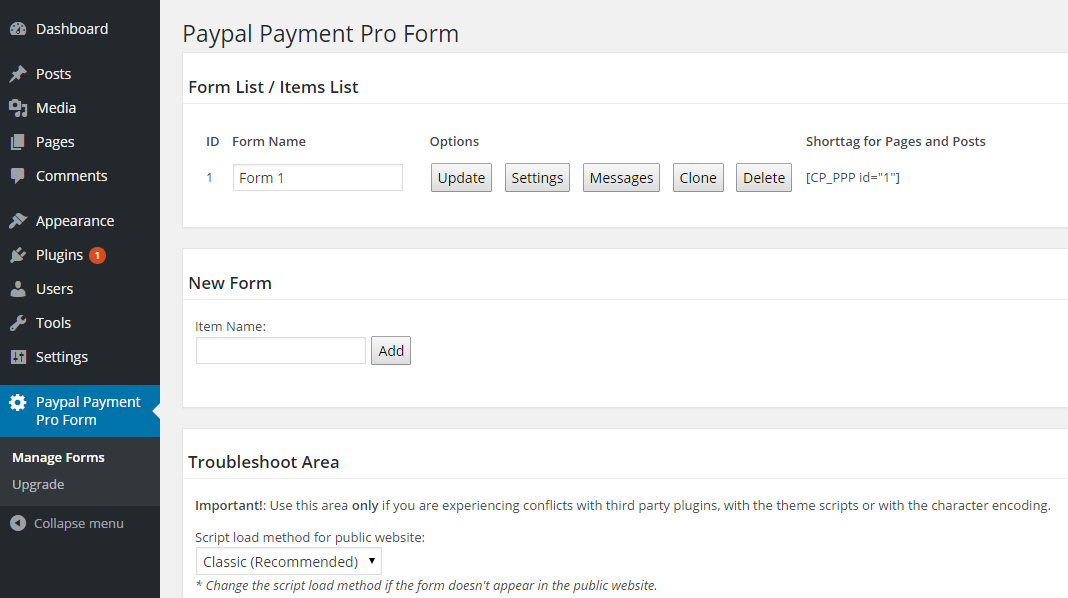 Dashboard
Posts
Media
Pages
Comments
Appearance
Plugins 1
Users
Tools
Settings
Paypal Payment
Pro Form
Manage Forms
Upgrade
Collapse menu
Paypal Payment Pro Form
Form List / Items List
ID Form Name Options Shorttag for Pages and Posts
1 Form 1 Update Settings Messages Clone Delete [CP_PPP id="1"]
New Form
Item Name:
Add
Troubleshoot Area
Important!: Use this area only if you are experiencing conflicts with third party plugins, with the theme scripts or with the character encoding.
Script load method for public website:
Classic (Recommended)
* Change the script load method if the form doesn't appear in the public website.